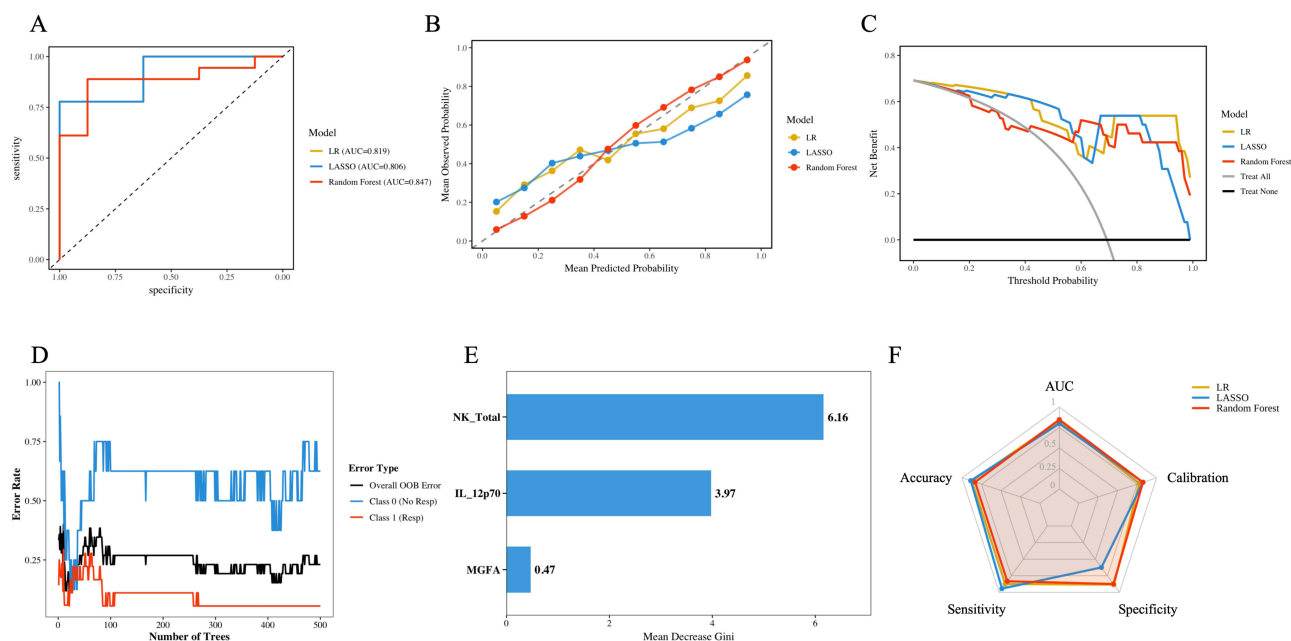 A
1.00
0.75
0.50
0.25
0.00
sensitivity
1.00
0.75
0.50
0.25
0.00
specificity
Model
LR (AUC=0.819)
LASSO (AUC=0.806)
Random Forest (AUC=0.847)
B
1.0
0.8
0.6
0.4
0.2
0.0
Mean Observed Probability
0.0
0.2
0.4
0.6
0.8
1.0
Mean Predicted Probability
Model
LR
LASSO
Random Forest
C
0.8
0.6
0.4
0.2
0.0
Net Benefit
0.0
0.2
0.4
0.6
0.8
1.0
Threshold Probability
Model
LR
LASSO
Random Forest
Treat All
Treat None
D
1.00
0.75
0.50
0.25
Error Rate
0
100
200
300
400
500
Number of Trees
Error Type
Overall OOB Error
Class 0 (No Resp)
Class 1 (Resp)
E
NK_Total
6.16
IL_12p70
3.97
MGFA
0.47
0
2
4
6
Mean Decrease Gini
F
AUC
1
0.5
0.25
0
Accuracy
Calibration
Sensitivity
Specificity
LR
LASSO
Random Forest